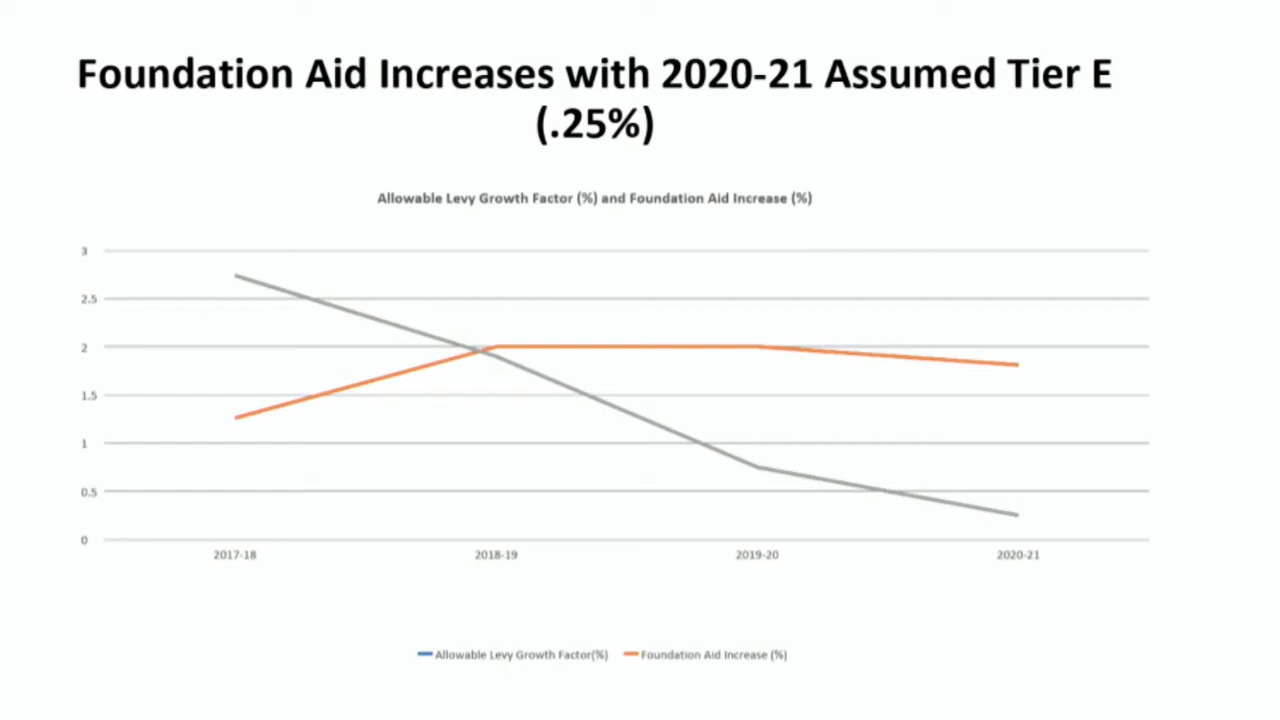 Foundation Aid Increases with 2020-21 Assumed Tier E
(.25%)
Allowable Levy Growth Factor (%) and Foundation Aid Increase (%)
3
2.5
2
1.5
1
0.5
0
2017-18 2018-19 2019-20 2020-21
Allowable Levy Growth Factor(%) Foundation Aid Increase (%)